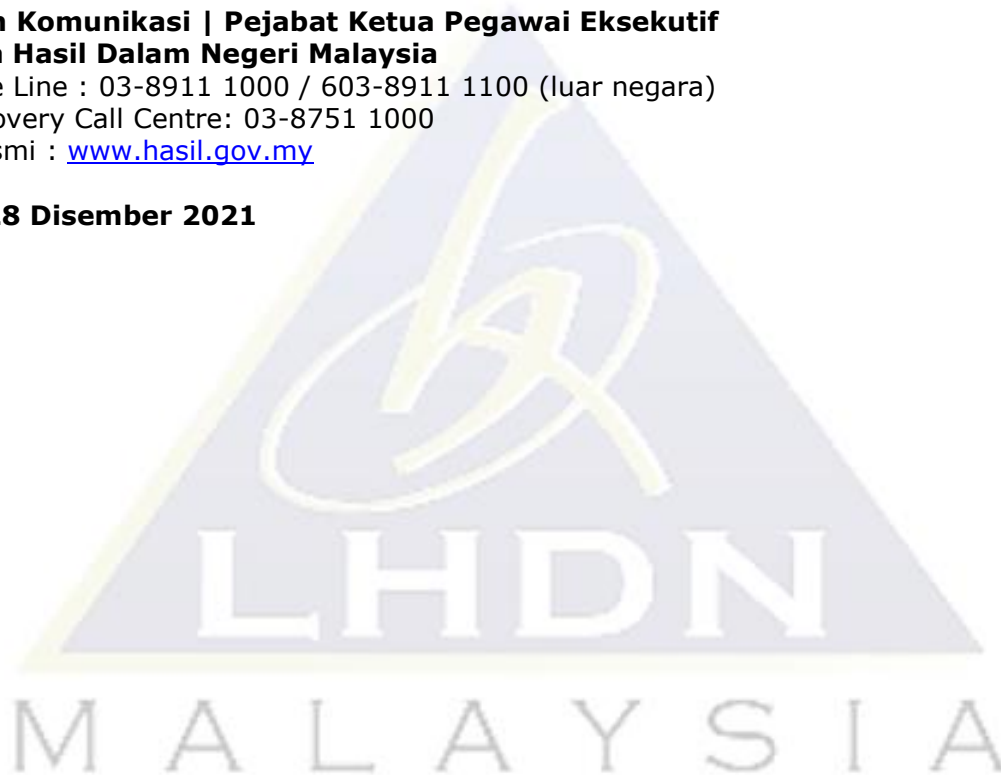 n Komunikasi | Pejabat Ketua Pegawai Eksekutif
Hasil Dalam Negeri Malaysia
e Line : 03-8911 1000 / 603-8911 1100 (luar negara)
overy Call Centre: 03-8751 1000
smi : www.hasil.gov.my
8 Disember 2021
LHDN
MALAYSIA